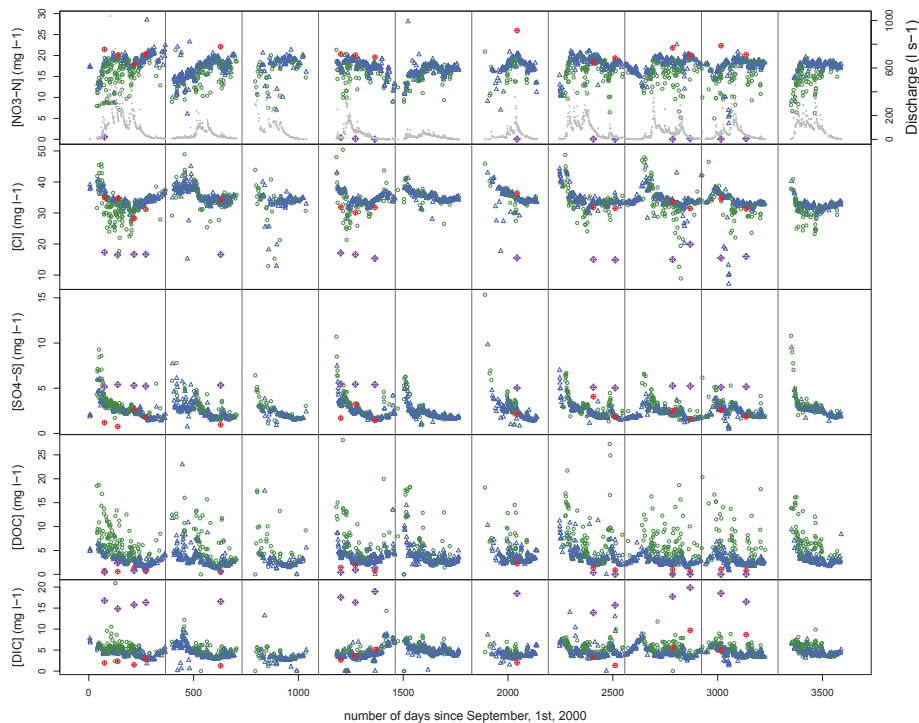 [NO3−N] (mg l−1)
0 5 10 15 20 25 30
Discharge (l s−1)
0 200 600 1000
[Cl] (mg l−1)
10 20 30 40 50
[SO4−S] (mg l−1)
0 5 10 15
[DOC] (mg l−1)
0 5 10 15 20 25
[DIC] (mg l−1)
0 5 10 15 20
0 500 1000 1500 2000 2500 3000 3500
number of days since September, 1st, 2000